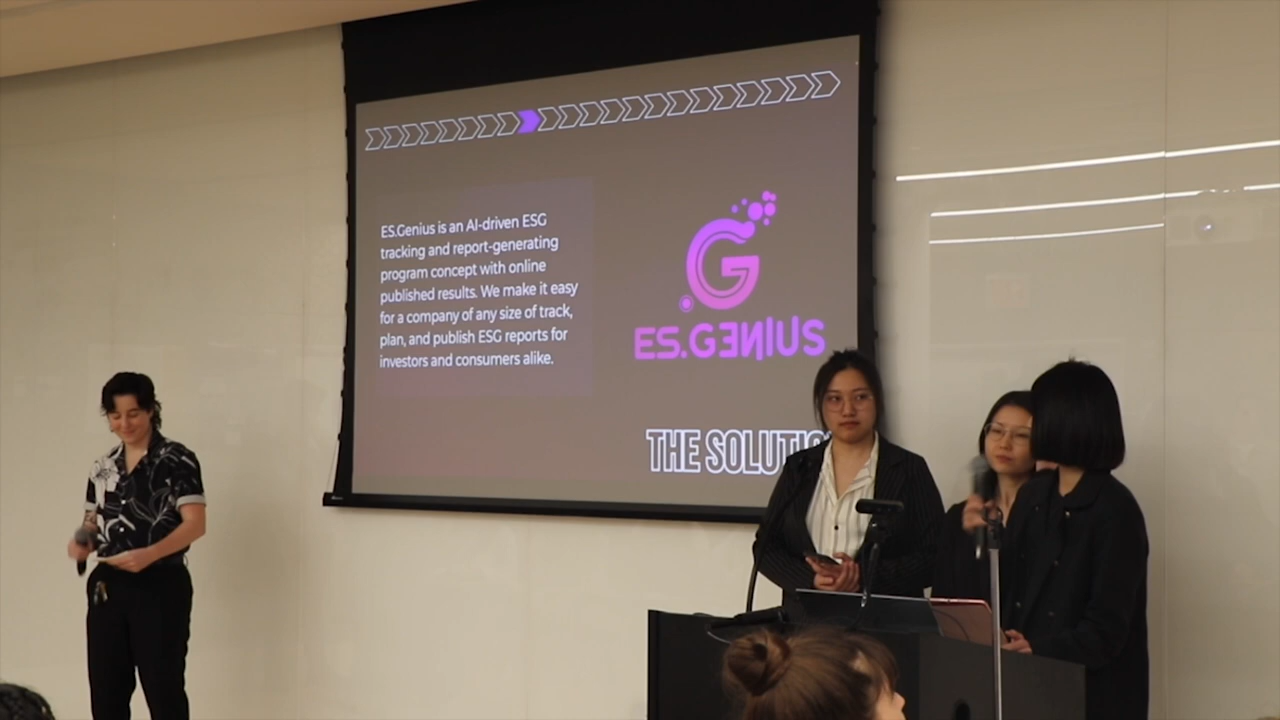 ES.Genius is an AI-driven ESG
tracking and report-generating
program concept with online
published results. We make it easy
for a company of any size of track,
plan, and publish ESG reports for
investors and consumers alike.
G
ES.GENIUS
THE SOLUTIO